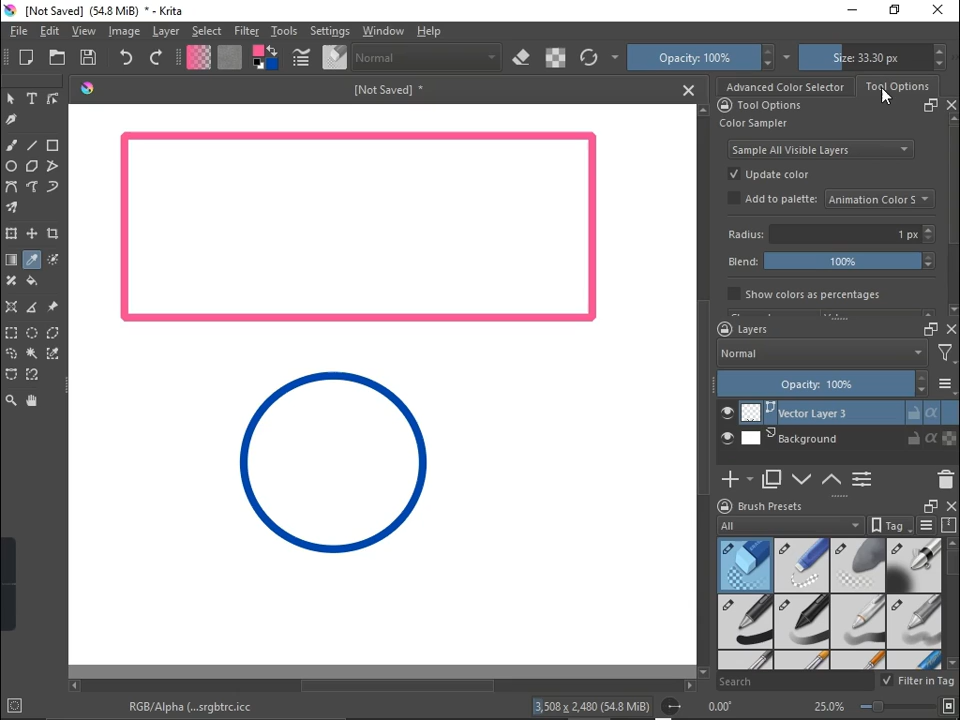 [Not Saved] (54.8 MiB) * - Krita
File Edit View Image Layer Select Filter Tools Settings Window Help
Normal Opacity: 100% Size: 33.30 px
[Not Saved] *
Advanced Color Selector Tool Options
Tool Options
Color Sampler
Sample All Visible Layers
Update color
Add to palette: Animation Color S
Radius: 1 px
Blend: 100%
Show colors as percentages
Layers
Normal
Opacity: 100%
Vector Layer 3
Background
Brush Presets
All Tag
Search Filter in Tag
RGB/Alpha (...srgbtrc.icc 3,508 x 2,480 (54.8 MiB) 0.00° 25.0%